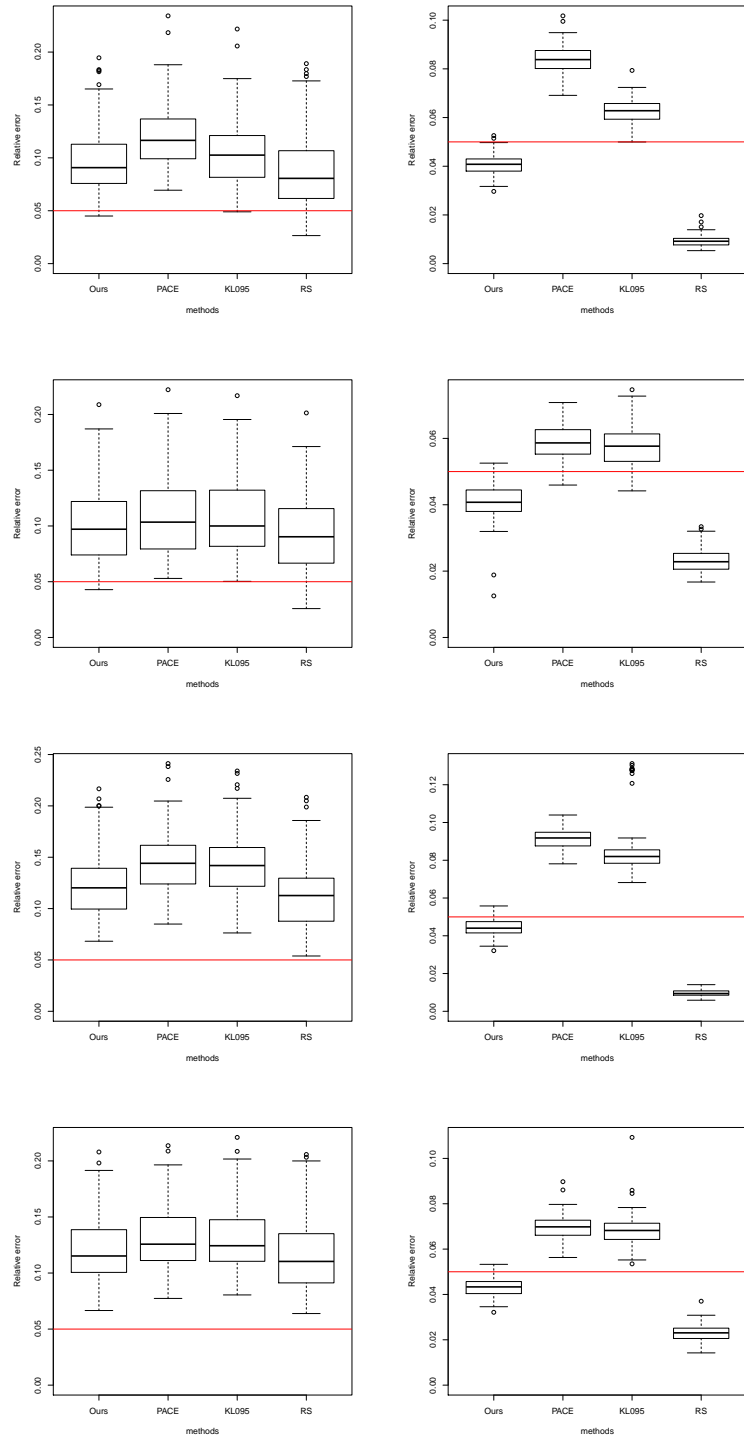 Relative error
0.00 0.05 0.10 0.15 0.20
Ours PACE KL095 RS
methods
Relative error
0.00 0.02 0.04 0.06 0.08 0.10
Ours PACE KL095 RS
methods
Relative error
0.00 0.05 0.10 0.15 0.20
Ours PACE KL095 RS
methods
Relative error
0.00 0.02 0.04 0.06
Ours PACE KL095 RS
methods
Relative error
0.00 0.05 0.10 0.15 0.20 0.25
Ours PACE KL095 RS
methods
Relative error
0.00 0.02 0.04 0.06 0.08 0.10 0.12
Ours PACE KL095 RS
methods
Relative error
0.00 0.05 0.10 0.15 0.20
Ours PACE KL095 RS
methods
Relative error
0.00 0.02 0.04 0.06 0.08 0.10
Ours PACE KL095 RS
methods